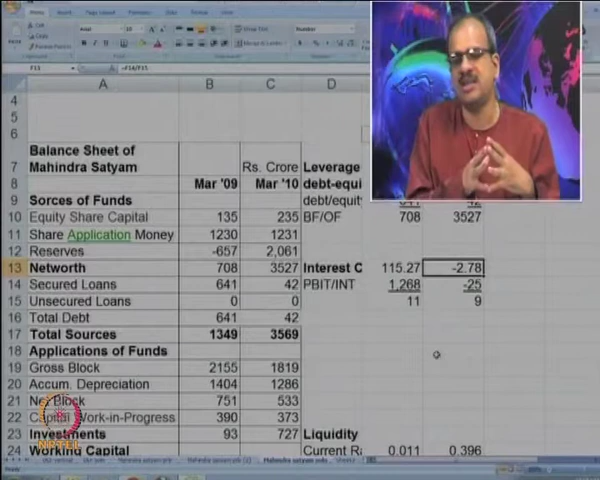 F13 =F14/F15
A B C D
4
5
6
Balance Sheet of
7 Mahindra Satyam Rs. Crore Leverage
8 Mar '09 Mar '10 debt-equi
9 Sorces of Funds debt/equity 42
10 Equity Share Capital 135 235 BF/OF 708 3527
11 Share Application Money 1230 1231
12 Reserves -657 2,061
13 Networth 708 3527 Interest C 115.27 -2.78
14 Secured Loans 641 42 PBIT/INT 1,268 -25
15 Unsecured Loans 0 0 11 9
16 Total Debt 641 42
17 Total Sources 1349 3569
18 Applications of Funds
19 Gross Block 2155 1819
20 Accum. Depreciation 1404 1286
21 Net Block 751 533
22 Capital Work-in-Progress 390 373
23 Investments 93 727 Liquidity
24 Working Capital Current Ra 0.011 0.396
NPTEL